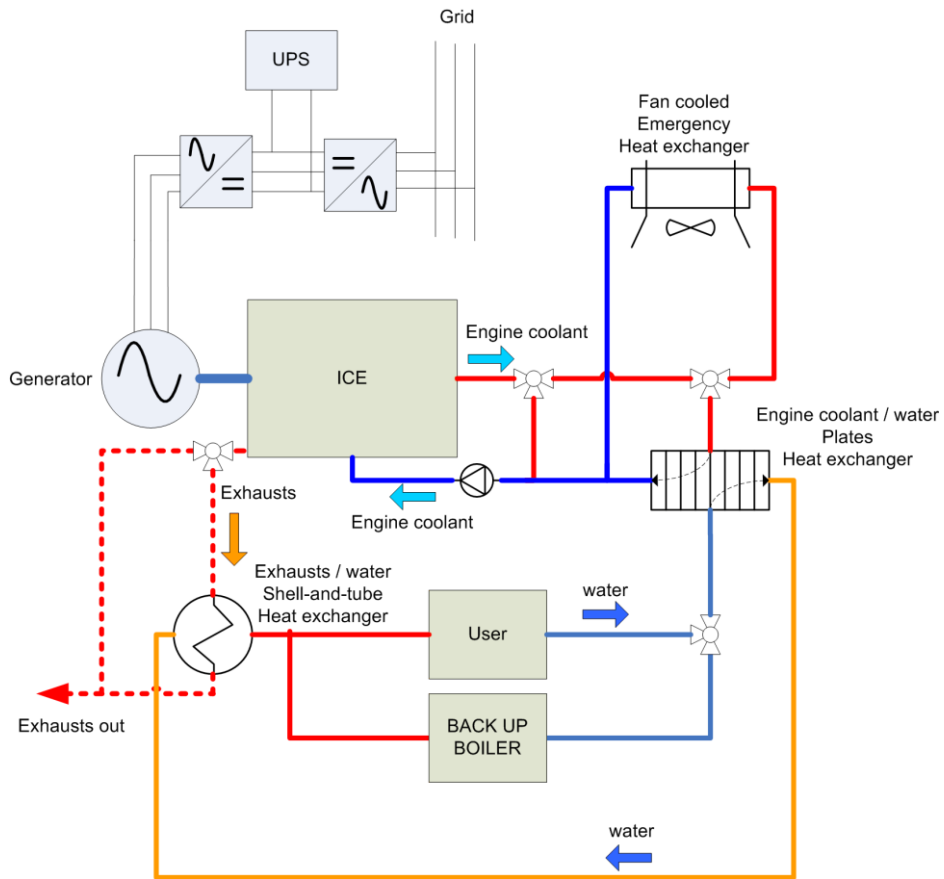 Grid
UPS
Fan cooled
Emergency
Heat exchanger
Engine coolant
Generator
ICE
Engine coolant / water
Plates
Heat exchanger
Exhausts
Engine coolant
Exhausts / water
Shell-and-tube
Heat exchanger
water
User
Exhausts out
BACK UP
BOILER
water